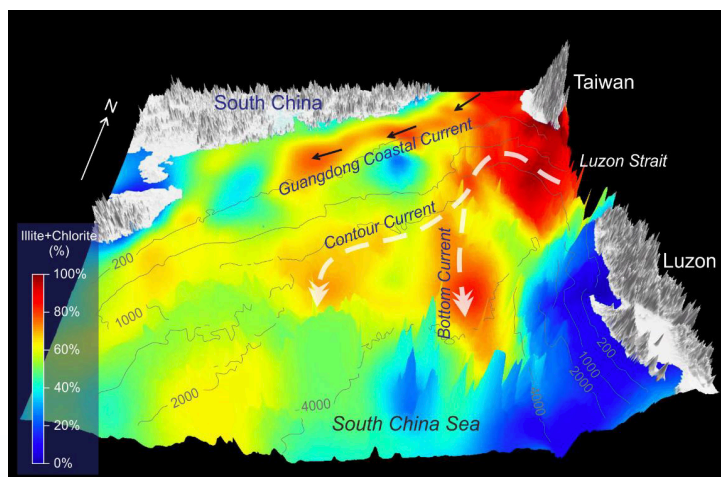 Taiwan
South China
N
Guangdong Coastal Current
Luzon Strait
Illite+Chlorite
(%)
Contour Current
Luzon
200
100%
Bottom Current
80%
1000
200
60%
1000
2000
40%
2000
4000
4000
20%
South China Sea
0%